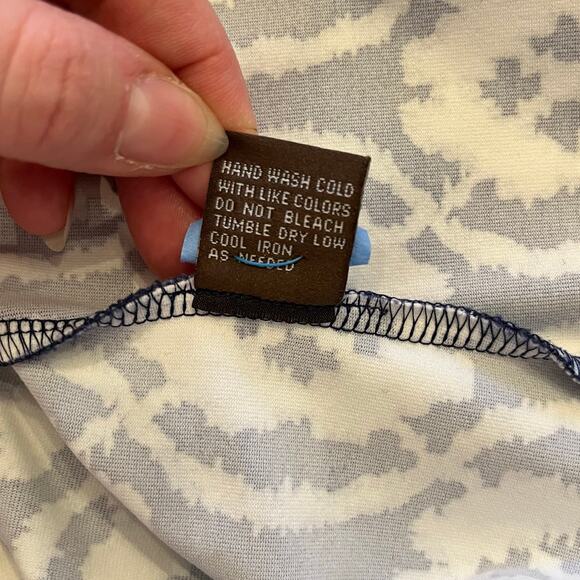 HAND WASH COLD
WITH LIKE COLORS
DO NOT BLEACH
TUMBLE DRY LOW
COOL IRON
AS NEEDED